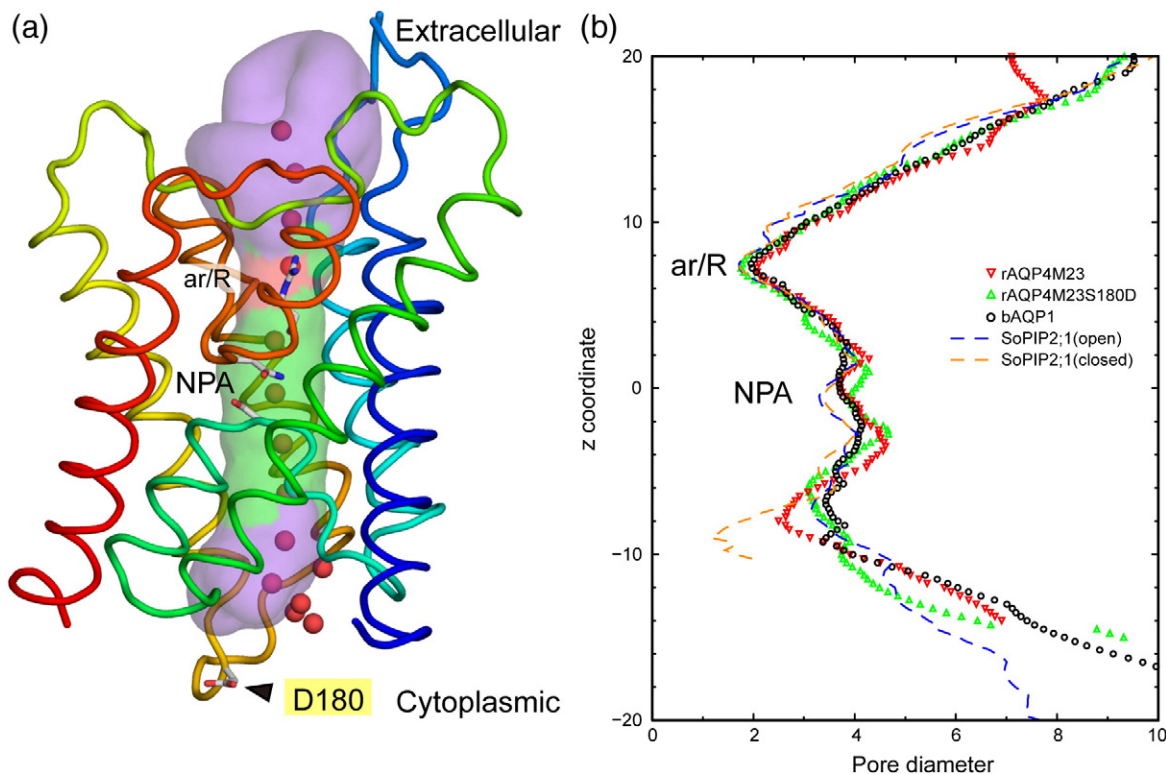 (a)
Extracellular
ar/R
NPA
D180
Cytoplasmic
(b)
20
10
0
−10
−20
z coordinate
ar/R
NPA
rAQP4M23
rAQP4M23S180D
bAQP1
SoPIP2;1(open)
SoPIP2;1(closed)
0 2 4 6 8 10
Pore diameter